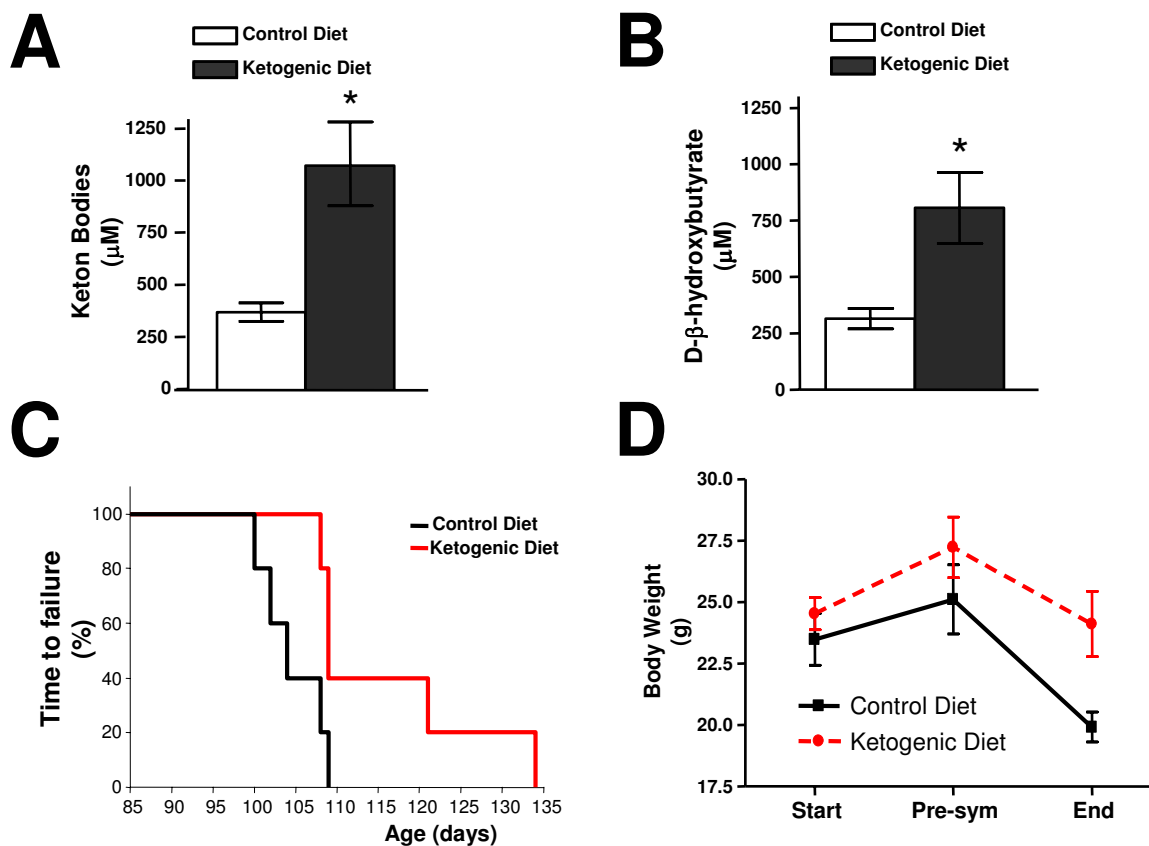 A
Control Diet
Ketogenic Diet
*
Keton Bodies
(μM)
1250
1000
750
500
250
0
B
Control Diet
Ketogenic Diet
*
D-β-hydroxybutyrate
(μM)
1250
1000
750
500
250
0
C
Time to failure
(%)
100
80
60
40
20
0
Control Diet
Ketogenic Diet
85 90 95 100 105 110 115 120 125 130 135
Age (days)
D
Body Weight
(g)
30.0
27.5
25.0
22.5
20.0
17.5
Control Diet
Ketogenic Diet
Start Pre-sym End